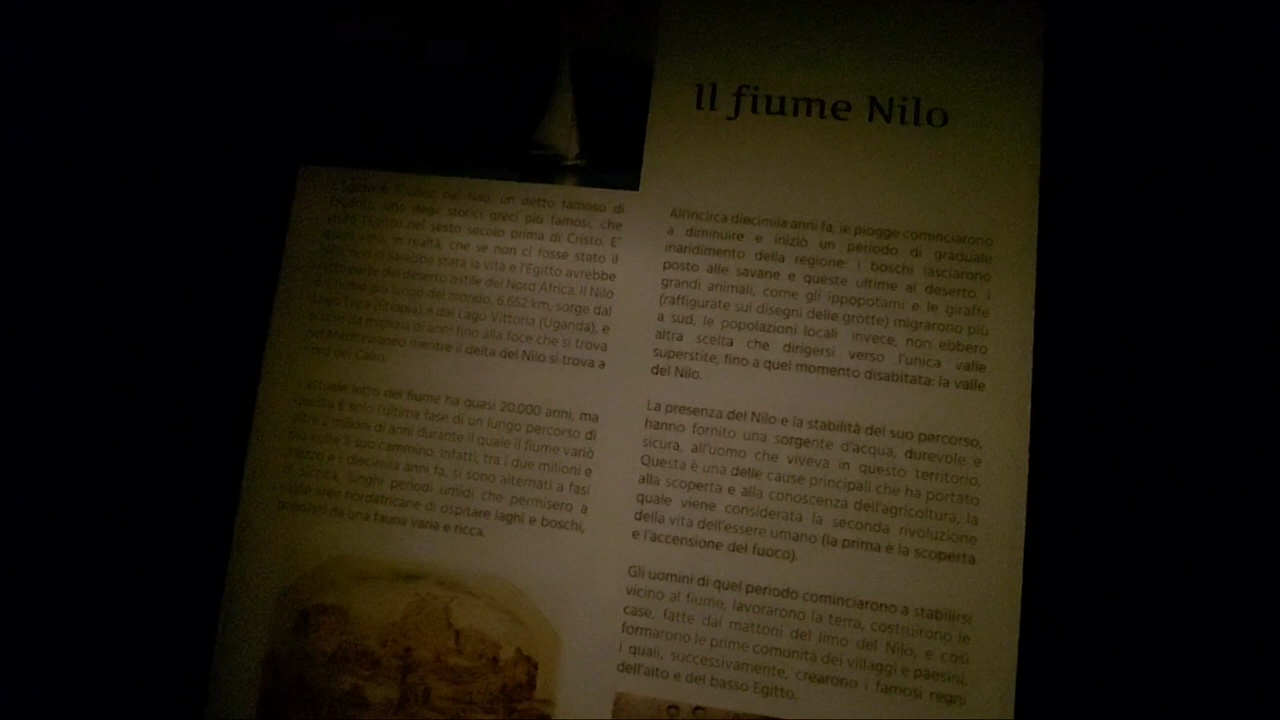 Il fiume Nilo
del Nilo, un detto famoso di
Erodoto, uno degli storici greci più famosi, che
visitò l'Egitto nel sesto secolo prima di Cristo. E'
in realtà, che se non ci fosse stato il
non ci sarebbe stata la vita e l'Egitto avrebbe
parte del deserto ostile del Nord Africa. Il Nilo
è il fiume più lungo del mondo, 6.652 km, sorge dal
Lago Tana (Etiopia) e dal Lago Vittoria (Uganda), e
scorre da migliaia di anni fino alla foce che si trova
nel Mediterraneo mentre il delta del Nilo si trova a
nord del Cairo.
L'attuale letto del fiume ha quasi 20.000 anni, ma
questa è solo l'ultima fase di un lungo percorso di
oltre 2 milioni di anni durante il quale il fiume variò
più volte il suo cammino. Infatti, tra i due milioni e
mezzo e i diecimila anni fa, si sono alternati a fasi
di siccità, lunghi periodi umidi che permisero a
vaste aree nordafricane di ospitare laghi e boschi,
popolati da una fauna varia e ricca.
All'incirca diecimila anni fa, le piogge cominciarono
a diminuire e iniziò un periodo di graduale
inaridimento della regione: i boschi lasciarono
posto alle savane e queste ultime al deserto. I
grandi animali, come gli ippopotami e le giraffe
(raffigurate sui disegni delle grotte) migrarono più
a sud, le popolazioni locali invece, non ebbero
altra scelta che dirigersi verso l'unica valle
superstite, fino a quel momento disabitata: la valle
del Nilo.
La presenza del Nilo e la stabilità del suo percorso,
hanno fornito una sorgente d'acqua, durevole e
sicura, all'uomo che viveva in questo territorio.
Questa è una delle cause principali che ha portato
alla scoperta e alla conoscenza dell'agricoltura, la
quale viene considerata la seconda rivoluzione
della vita dell'essere umano (la prima è la scoperta
e l'accensione del fuoco).
Gli uomini di quel periodo cominciarono a stabilirsi
vicino al fiume, lavorarono la terra, costruirono le
case, fatte dai mattoni del limo del Nilo, e così
formarono le prime comunità dei villaggi e paesini,
i quali, successivamente, crearono i famosi regni
dell'alto e del basso Egitto.